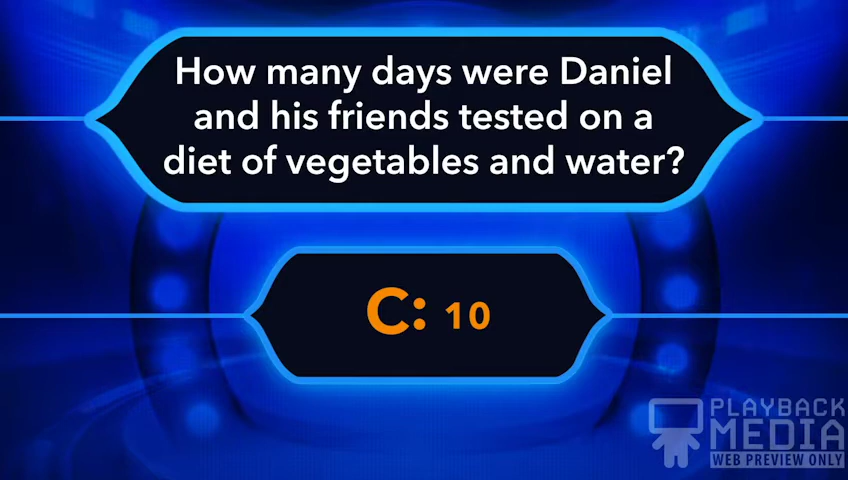 How many days were Daniel
and his friends tested on a
diet of vegetables and water?
C: 10
PLAYBACK
MEDIA
WEB PREVIEW ONLY